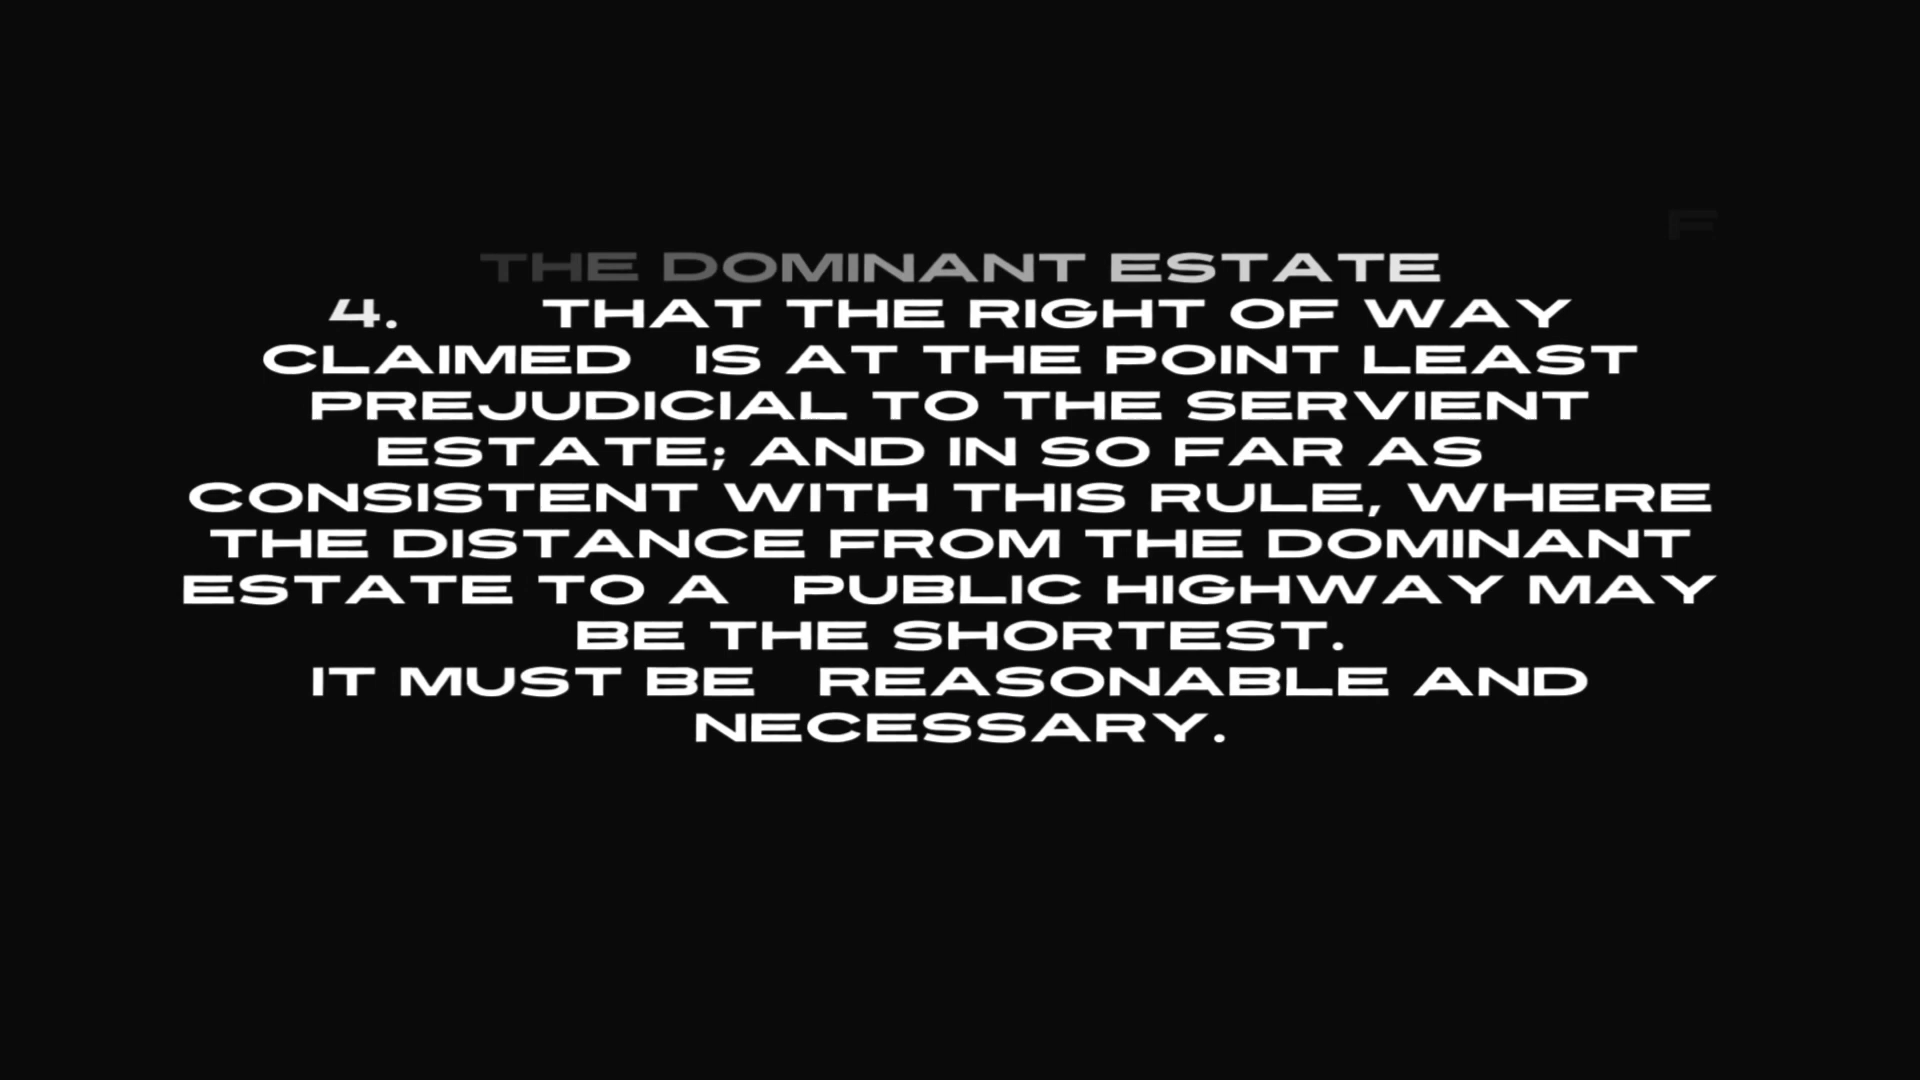 THE DOMINANT ESTATE
4. THAT THE RIGHT OF WAY
CLAIMED IS AT THE POINT LEAST
PREJUDICIAL TO THE SERVIENT
ESTATE; AND IN SO FAR AS
CONSISTENT WITH THIS RULE, WHERE
THE DISTANCE FROM THE DOMINANT
ESTATE TO A PUBLIC HIGHWAY MAY
BE THE SHORTEST.
IT MUST BE REASONABLE AND
NECESSARY.